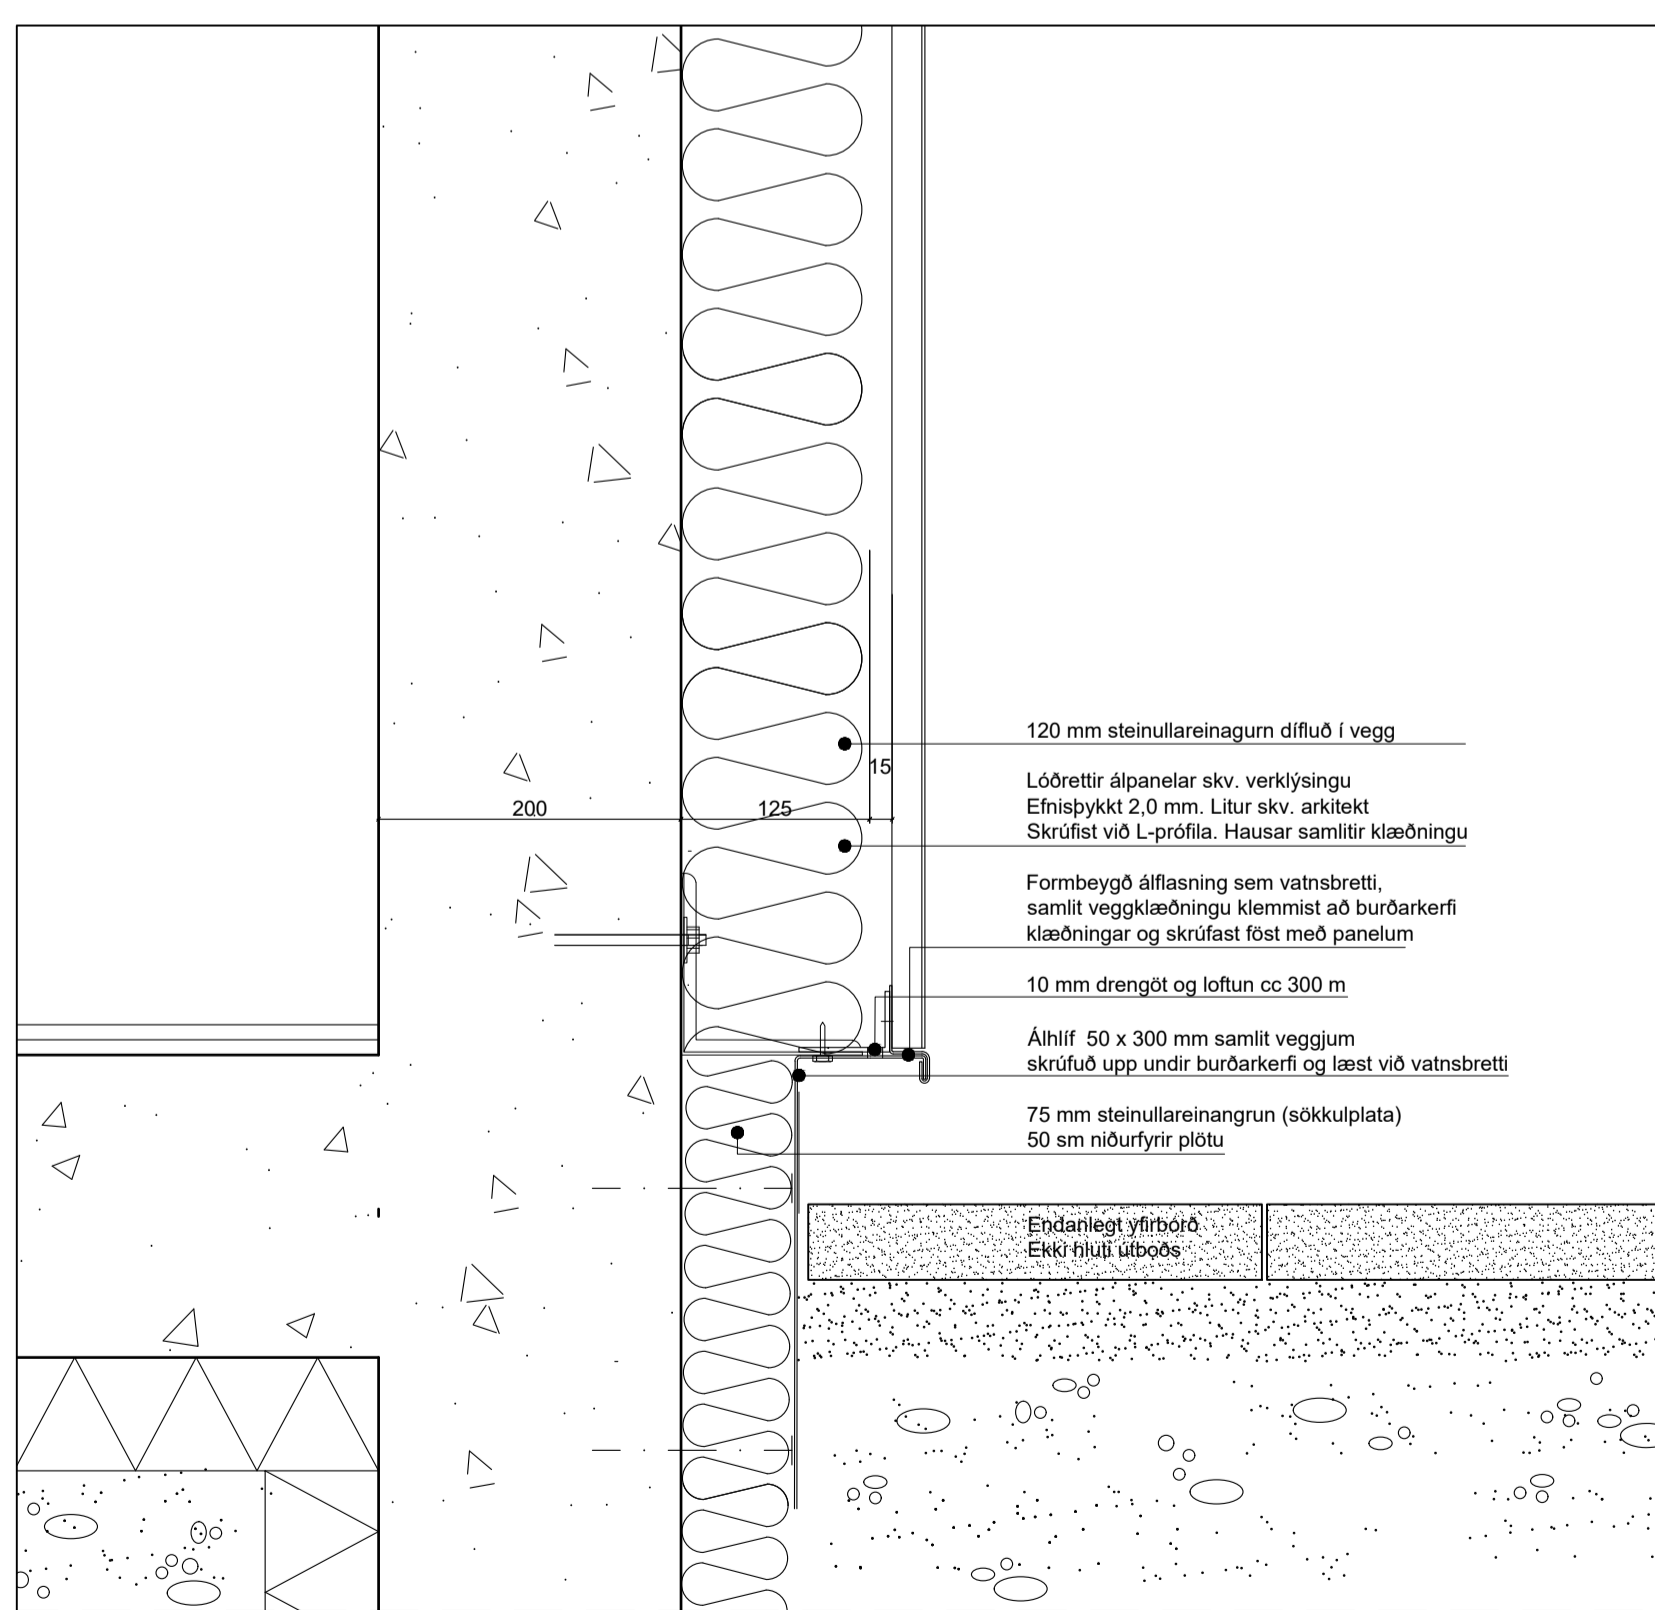 120 mm steinullareinagurn dífluð í vegg
15
Lóðrettir álpanelar skv. verklýsingu
200
125
Efnisþykkt 2,0 mm. Litur skv. arkitekt
Skrúfist við L-prófila. Hausar samlitir klæðningu
Formbeygð álflasning sem vatnsbretti,
samlit veggklæðningu klemmist að burðarkerfi
klæðningar og skrúfast föst með panelum
10 mm drengöt og loftun cc 300 m
Álhlíf 50 x 300 mm samlit veggjum
skrúfuð upp undir burðarkerfi og læst við vatnsbretti
75 mm steinullareinangrun (sökkulplata)
50 sm niðurfyrir plötu
Endanlegt yfirborð
Ekki hluti útboðs